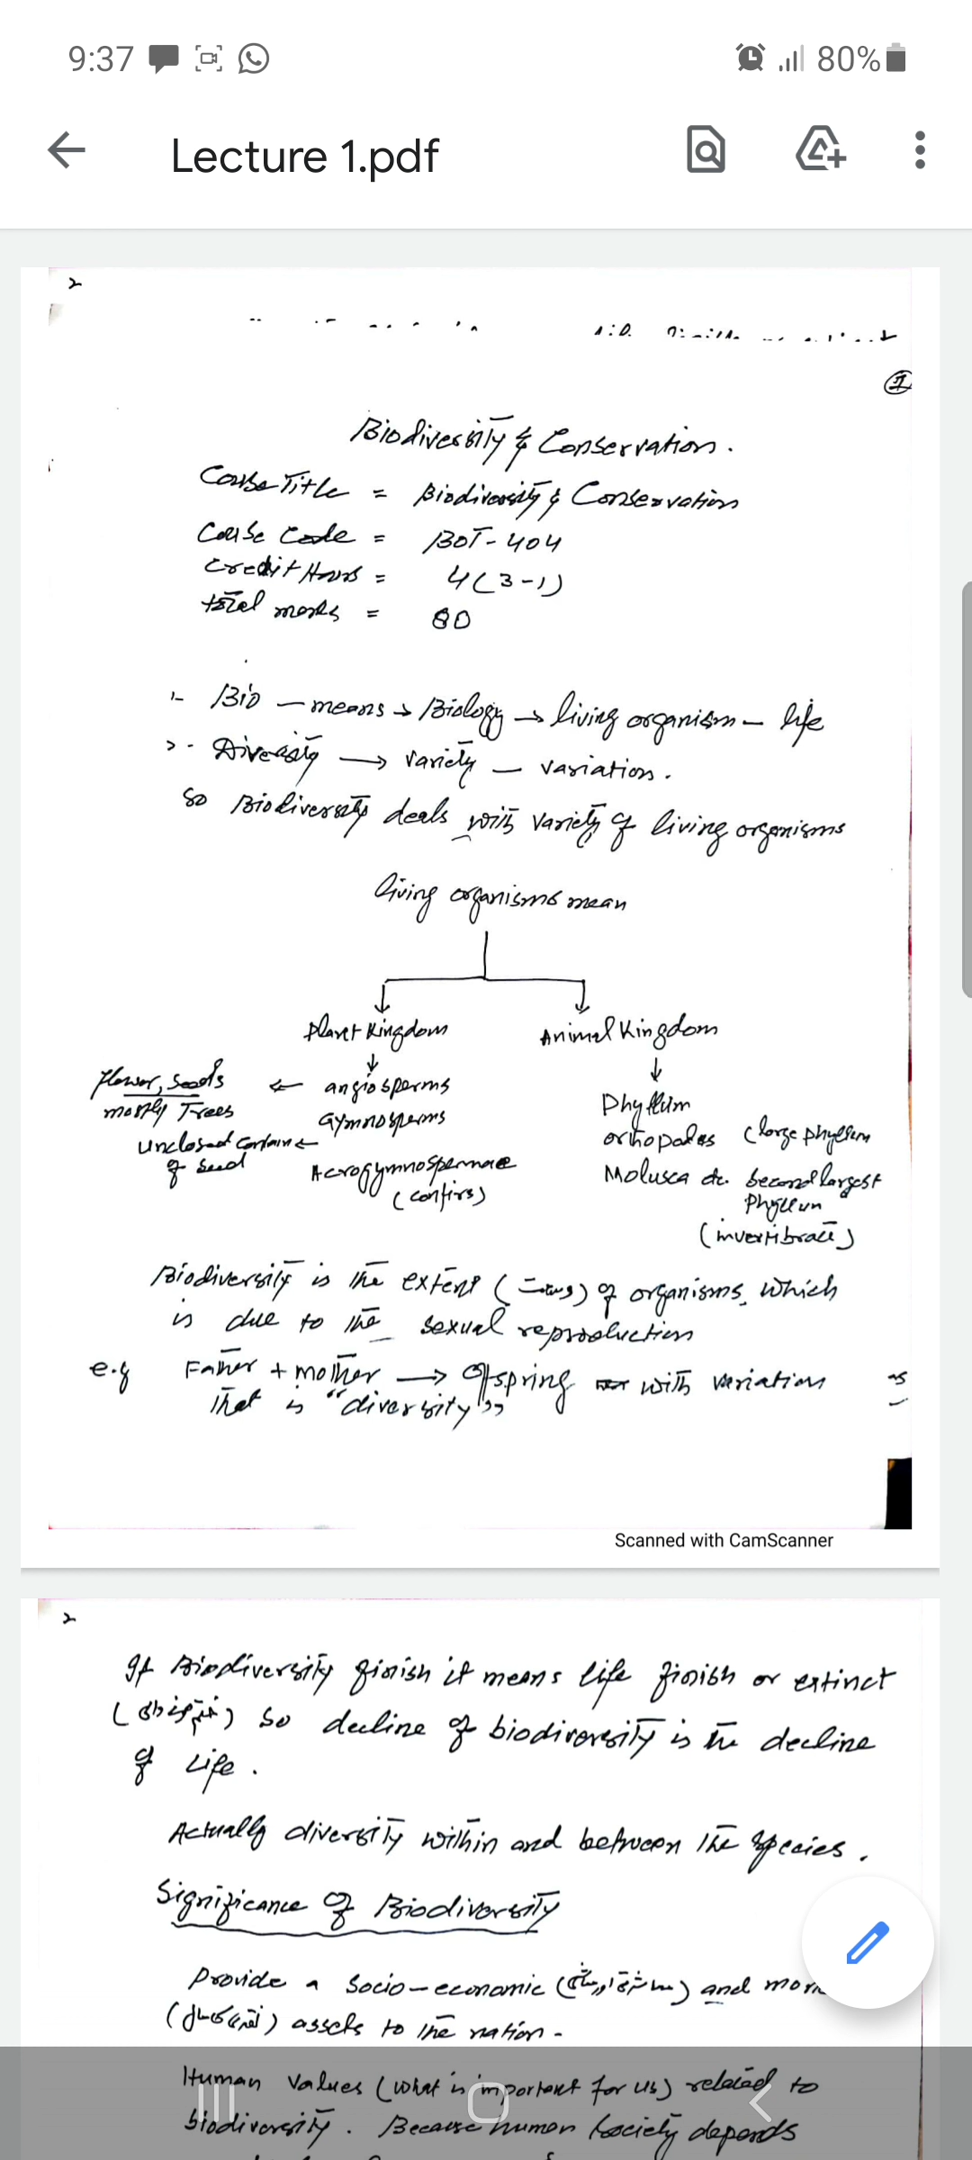 9:37
80%
Lecture 1.pdf
1
Biodiversity & Conservation.
Course Title = Biodiversity & Conservation
Course Code = BOT-404
Credit Hours = 4(3-1)
total marks = 80
1- Bio — means → Biology → living organism — life
2- Diversity → variety — variation.
So Biodiversity deals with variety of living organisms
living organisms mean
Plant Kingdom
Animal Kingdom
Flower, Seeds ← angiosperms
Phyllum
mostly Trees
Gymnosperms
orthopodes (large phyllum
unclosed contain ←
of seed
Acrogymnospermae
Molusca etc. second largest
(confirs)
Phyllum
(invertibrate)
Biodiversity is the extent ( ) of organisms, which
is due to the sexual reproduction
e.g Father + mother → offspring with variation as
that is "diversity"
Scanned with CamScanner
If Biodiversity finish it means life finish or extinct
( ) so decline of biodiversity is the decline
of Life.
Actually diversity within and between the species.
Significance of Biodiversity
Provide a Socio-economic ( ) and
( ) assets to the nation-
Human values (what is important for us) related to
biodiversity. Because human society depends